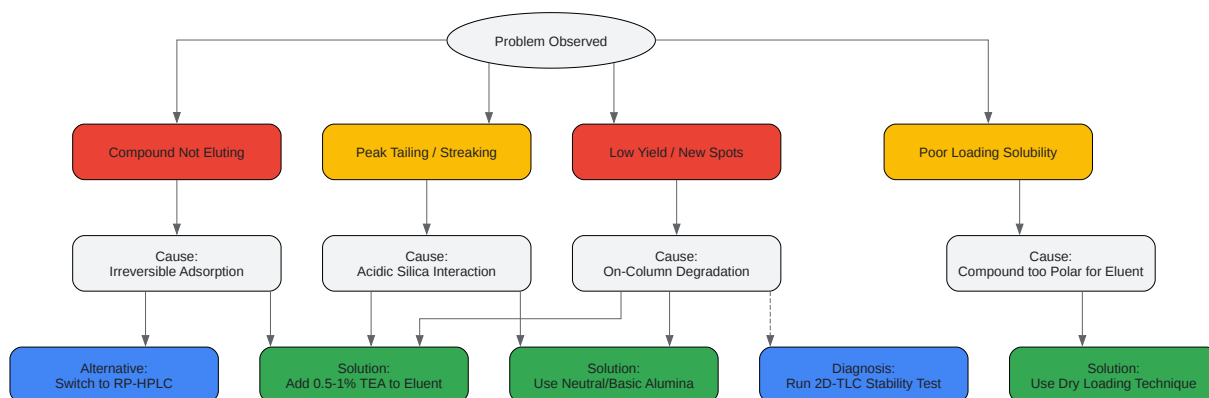 Problem Observed
Compound Not Eluting
Peak Tailing / Streaking
Low Yield / New Spots
Poor Loading Solubility
Cause:
Irreversible Adsorption
Cause:
Acidic Silica Interaction
Cause:
On-Column Degradation
Cause:
Compound too Polar for Eluent
Alternative:
Switch to RP-HPLC
Solution:
Add 0.5-1% TEA to Eluent
Solution:
Use Neutral/Basic Alumina
Diagnosis:
Run 2D-TLC Stability Test
Solution:
Use Dry Loading Technique